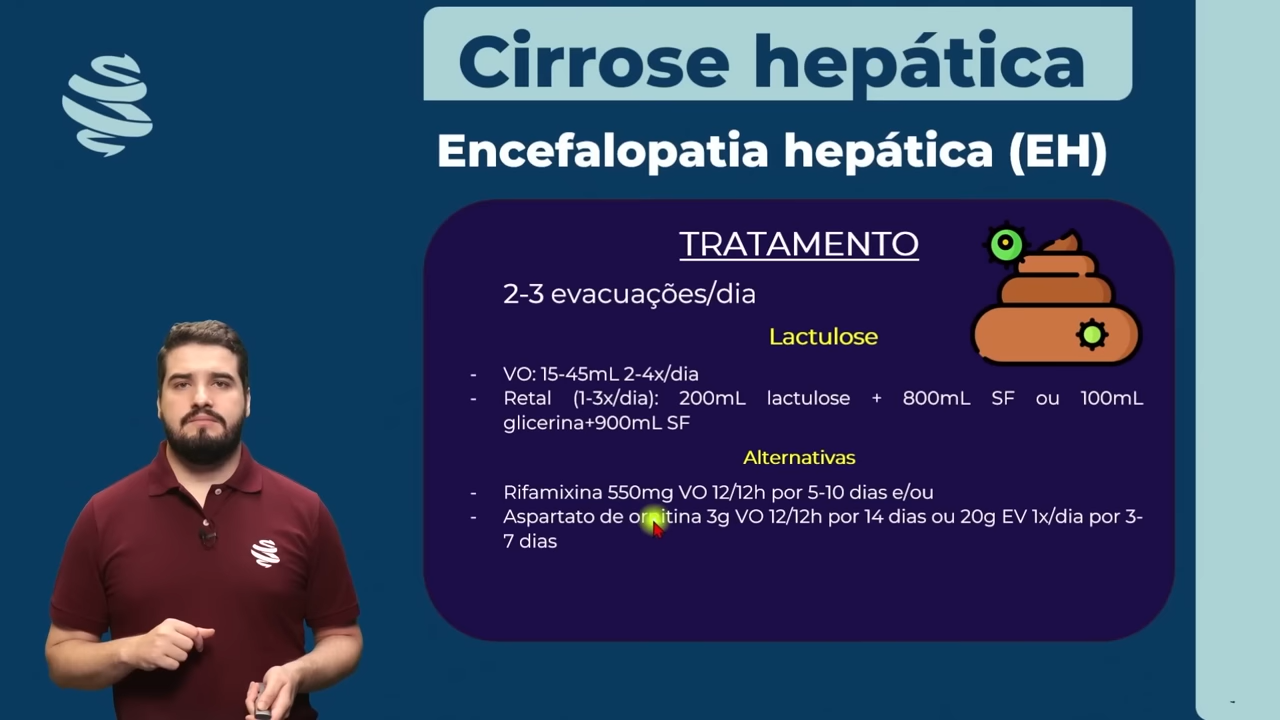 Cirrose hepática
Encefalopatia hepática (EH)
TRATAMENTO
2-3 evacuações/dia
Lactulose
- VO: 15-45mL 2-4x/dia
- Retal (1-3x/dia): 200mL lactulose + 800mL SF ou 100mL
glicerina+900mL SF
Alternativas
- Rifamixina 550mg VO 12/12h por 5-10 dias e/ou
- Aspartato de ornitina 3g VO 12/12h por 14 dias ou 20g EV 1x/dia por 3-
7 dias